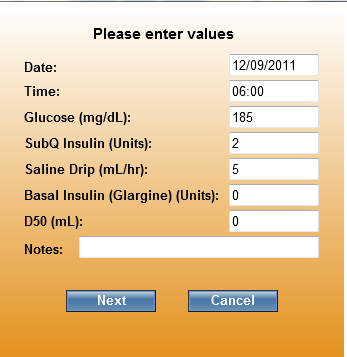 Please enter values
Date: 12/09/2011
Time: 06:00
Glucose (mg/dL): 185
SubQ Insulin (Units): 2
Saline Drip (mL/hr): 5
Basal Insulin (Glargine) (Units): 0
D50 (mL): 0
Notes:
Next Cancel